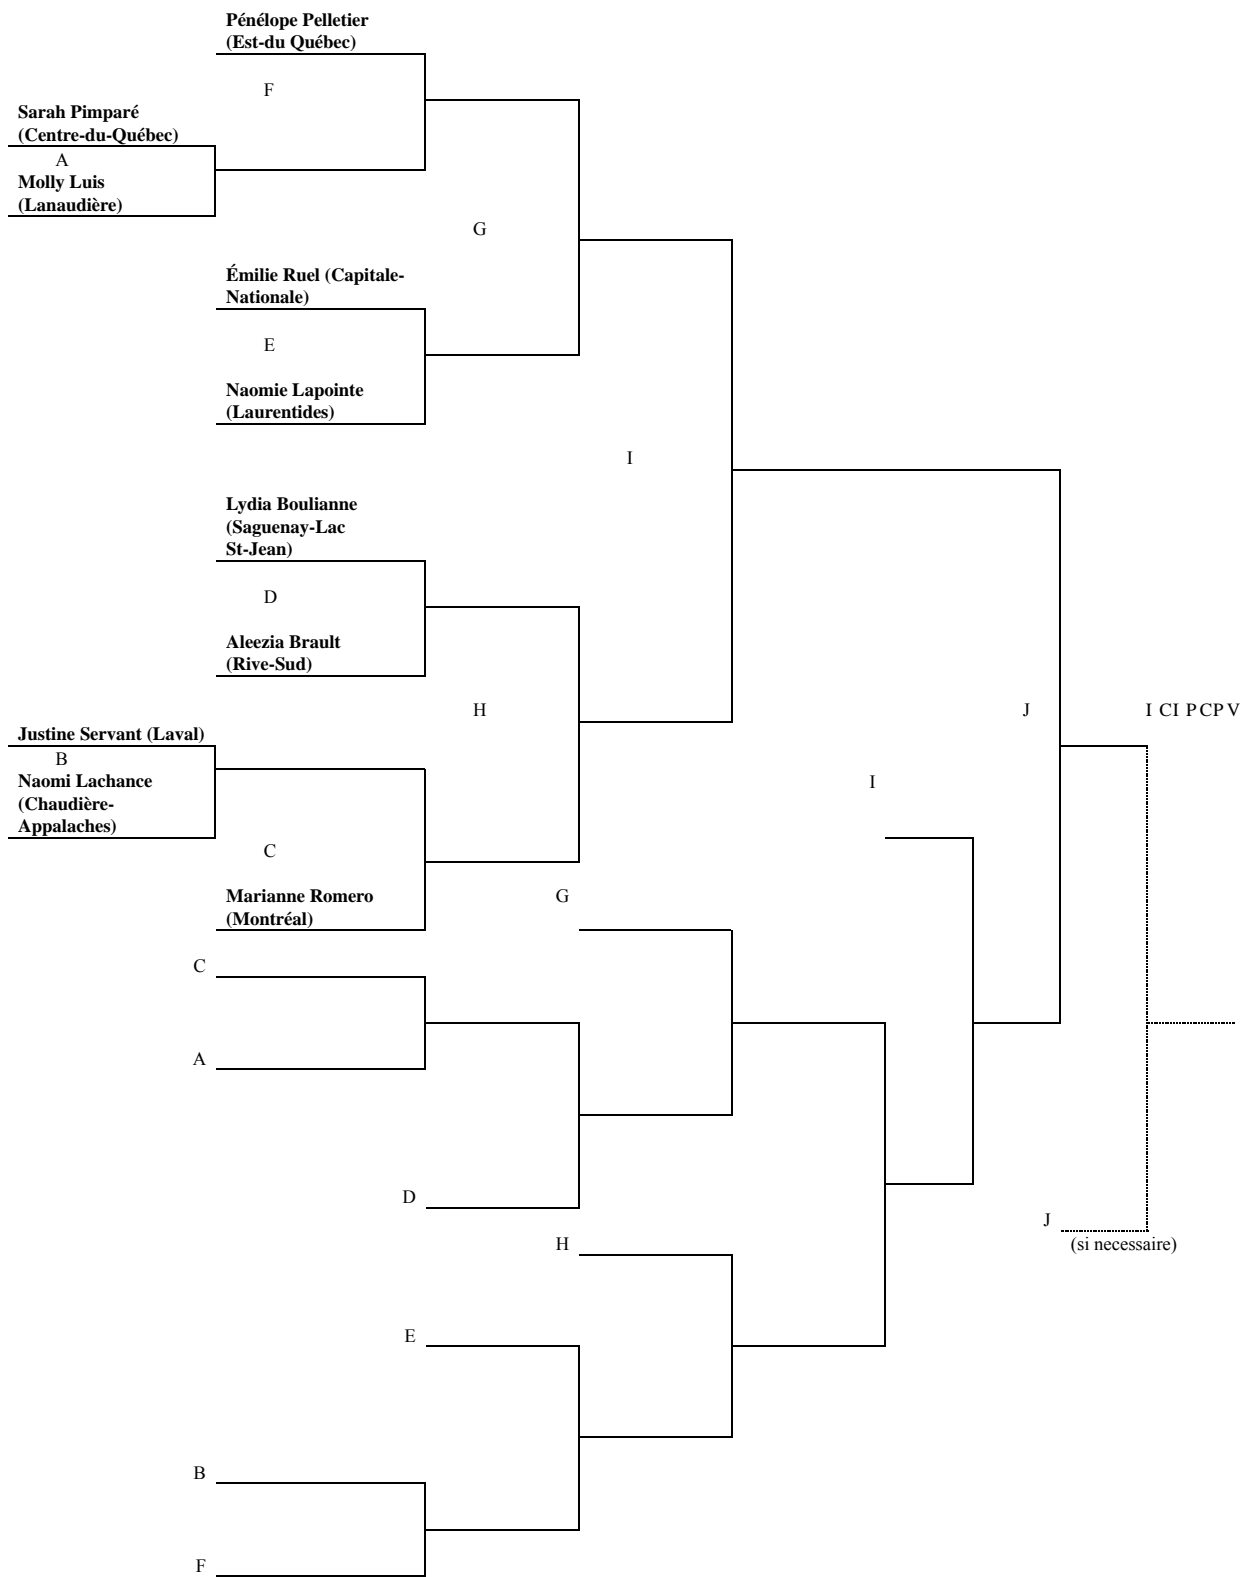 Pénélope Pelletier
(Est-du Québec)
F
Sarah Pimparé
(Centre-du-Québec)
A
Molly Luis
(Lanaudière)
G
Émilie Ruel (Capitale-
Nationale)
E
Naomie Lapointe
(Laurentides)
I
Lydia Boulianne
(Saguenay-Lac
St-Jean)
D
Aleezia Brault
(Rive-Sud)
H
J
I CI PCPV
Justine Servant (Laval)
B
Naomi Lachance
(Chaudière-
Appalaches)
I
C
Marianne Romero
(Montréal)
G
C
A
D
J
(si necessaire)
H
E
B
F